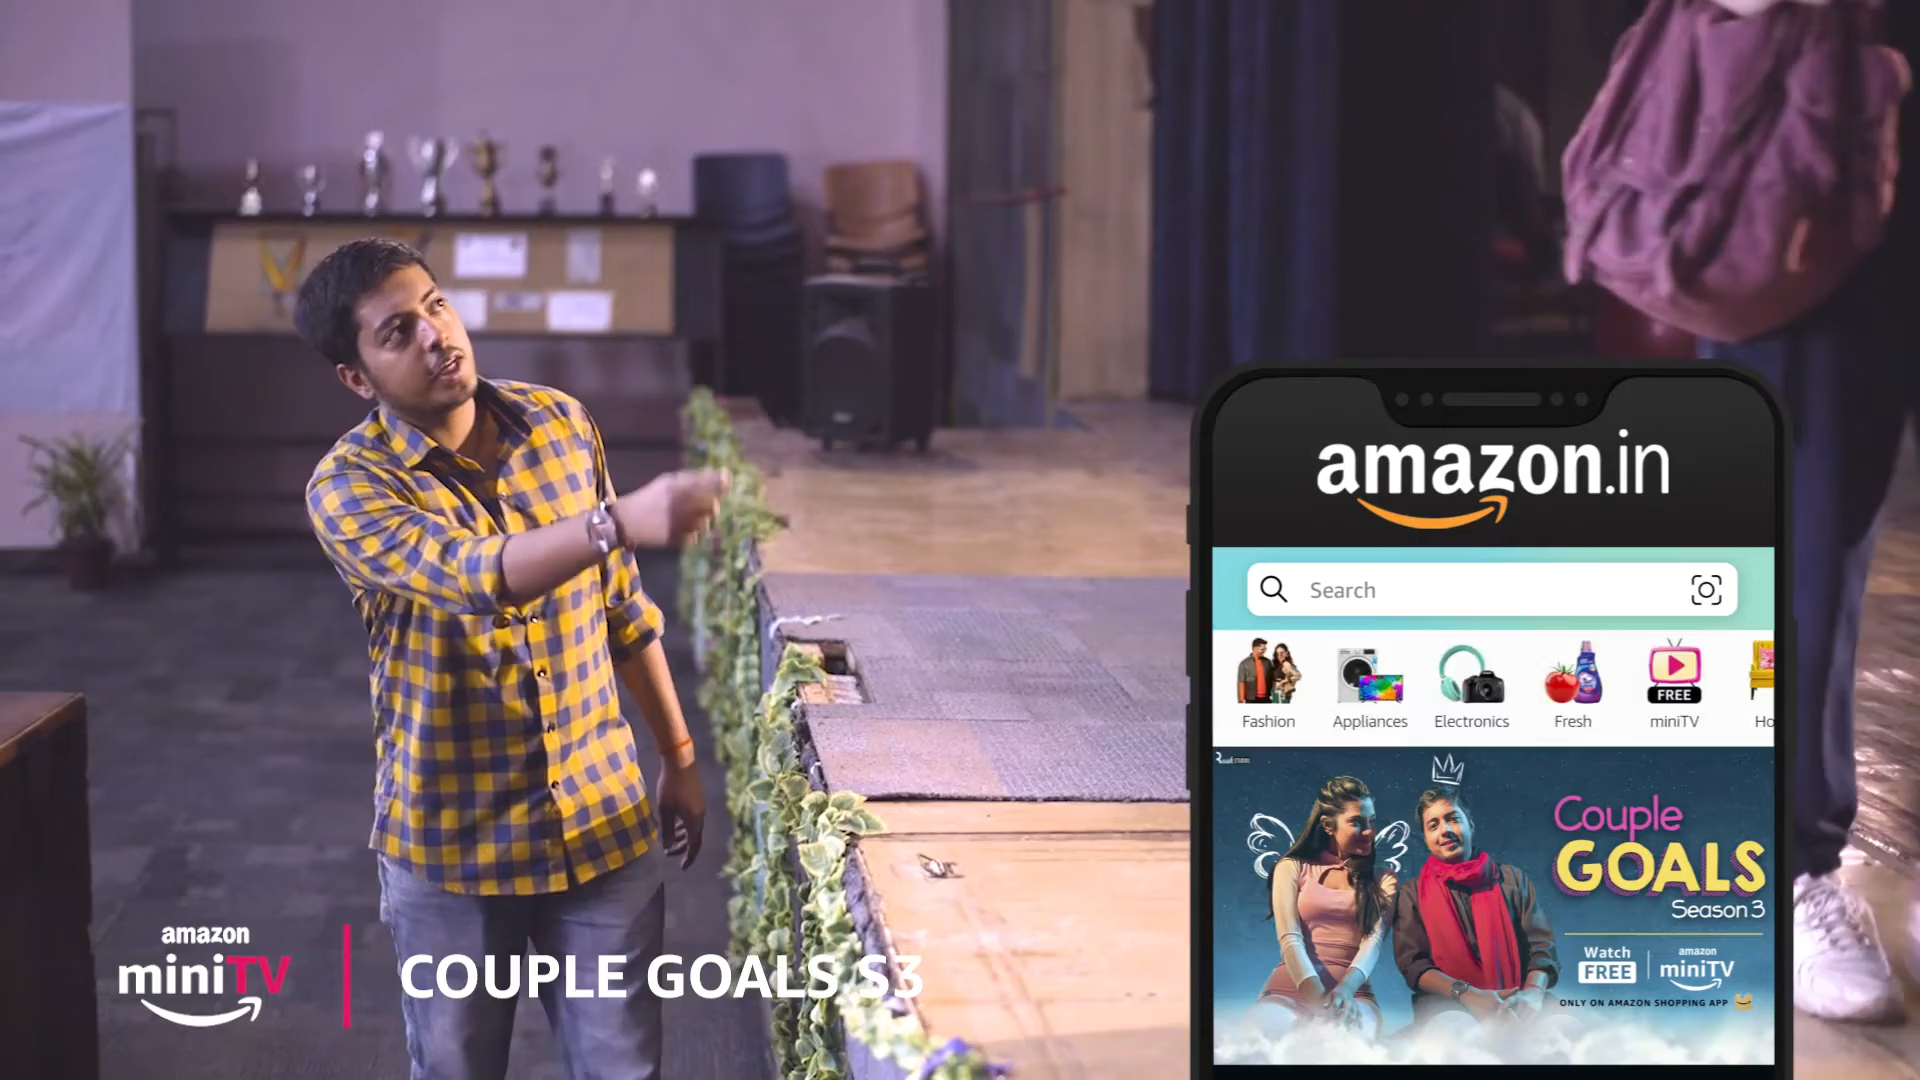 amazon.in
Search
Fashion
Appliances
Electronics
Fresh
FREE
miniTV
Ho
Couple
GOALS
Season 3
Watch
FREE
amazon
miniTV
ONLY ON AMAZON SHOPPING APP
amazon
miniTV
COUPLE GOALS S3